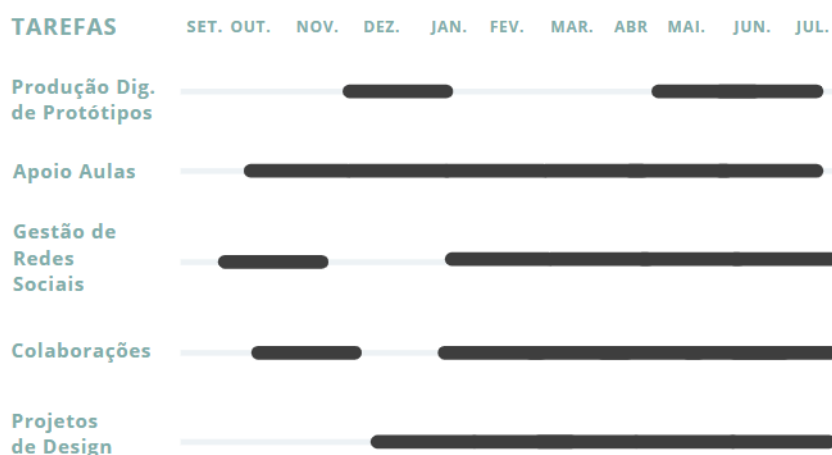 TAREFAS SET. OUT. NOV. DEZ. JAN. FEV. MAR. ABR MAI. JUN. JUL.
Produção Dig.
de Protótipos
Apoio Aulas
Gestão de
Redes
Sociais
Colaborações
Projetos
de Design